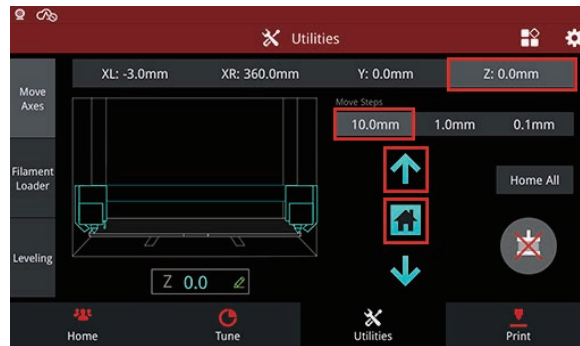 Utilities
XL: -3.0mm XR: 360.0mm Y: 0.0mm Z: 0.0mm
Move
Axes
Move Steps
10.0mm 1.0mm 0.1mm
Filament
Loader
Home All
Leveling
Z 0.0
Home Tune Utilities Print